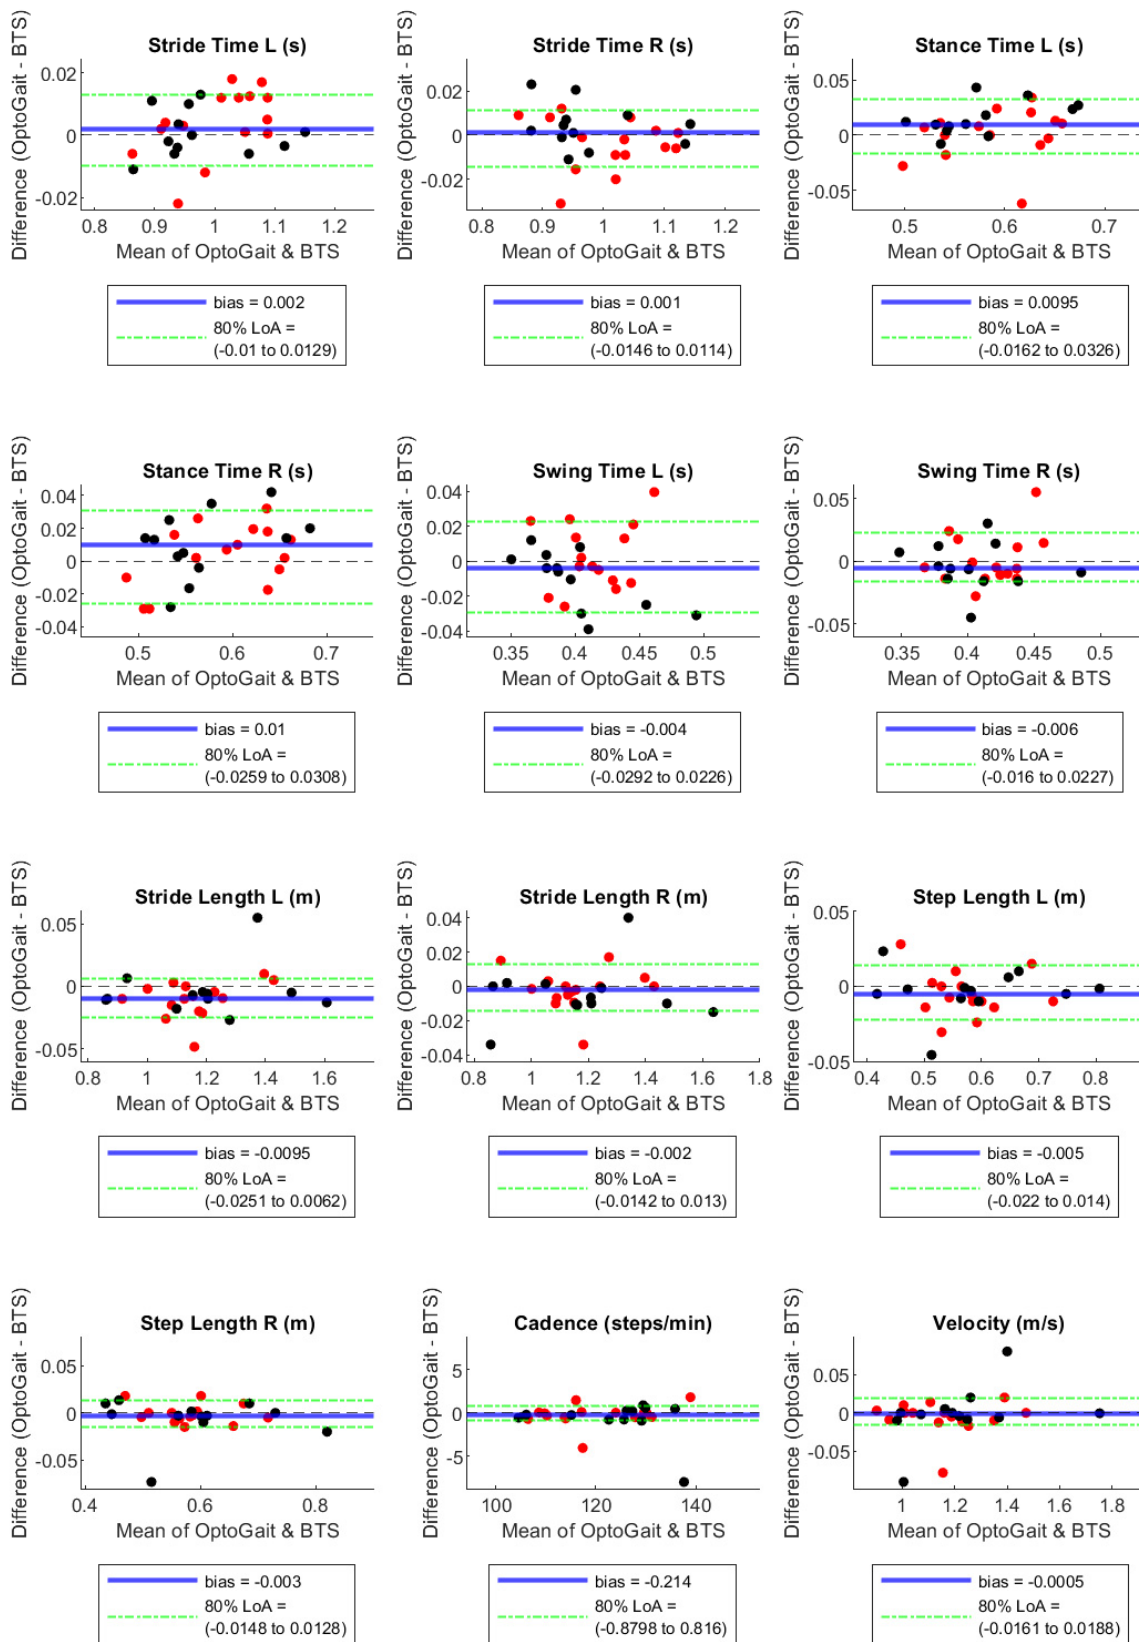 Stride Time L (s)
Difference (OptoGait - BTS)
0.02
0
-0.02
0.8 0.9 1 1.1 1.2
Mean of OptoGait & BTS
bias = 0.002
80% LoA =
(-0.01 to 0.0129)
Stride Time R (s)
Difference (OptoGait - BTS)
0.02
0
-0.02
0.8 0.9 1 1.1 1.2
Mean of OptoGait & BTS
bias = 0.001
80% LoA =
(-0.0146 to 0.0114)
Stance Time L (s)
Difference (OptoGait - BTS)
0.05
0
-0.05
0.5 0.6 0.7
Mean of OptoGait & BTS
bias = 0.0095
80% LoA =
(-0.0162 to 0.0326)
Stance Time R (s)
Difference (OptoGait - BTS)
0.04
0.02
0
-0.02
-0.04
0.5 0.6 0.7
Mean of OptoGait & BTS
bias = 0.01
80% LoA =
(-0.0259 to 0.0308)
Swing Time L (s)
Difference (OptoGait - BTS)
0.04
0.02
0
-0.02
-0.04
0.35 0.4 0.45 0.5
Mean of OptoGait & BTS
bias = -0.004
80% LoA =
(-0.0292 to 0.0226)
Swing Time R (s)
Difference (OptoGait - BTS)
0.05
0
-0.05
0.35 0.4 0.45 0.5
Mean of OptoGait & BTS
bias = -0.006
80% LoA =
(-0.016 to 0.0227)
Stride Length L (m)
Difference (OptoGait - BTS)
0.05
0
-0.05
0.8 1 1.2 1.4 1.6
Mean of OptoGait & BTS
bias = -0.0095
80% LoA =
(-0.0251 to 0.0062)
Stride Length R (m)
Difference (OptoGait - BTS)
0.04
0.02
0
-0.02
-0.04
0.8 1 1.2 1.4 1.6 1.8
Mean of OptoGait & BTS
bias = -0.002
80% LoA =
(-0.0142 to 0.013)
Step Length L (m)
Difference (OptoGait - BTS)
0.05
0
-0.05
0.4 0.5 0.6 0.7 0.8
Mean of OptoGait & BTS
bias = -0.005
80% LoA =
(-0.022 to 0.014)
Step Length R (m)
Difference (OptoGait - BTS)
0.05
0
-0.05
0.4 0.6 0.8
Mean of OptoGait & BTS
bias = -0.003
80% LoA =
(-0.0148 to 0.0128)
Cadence (steps/min)
Difference (OptoGait - BTS)
5
0
-5
100 120 140
Mean of OptoGait & BTS
bias = -0.214
80% LoA =
(-0.8798 to 0.816)
Velocity (m/s)
Difference (OptoGait - BTS)
0.05
0
-0.05
1 1.2 1.4 1.6 1.8
Mean of OptoGait & BTS
bias = -0.0005
80% LoA =
(-0.0161 to 0.0188)